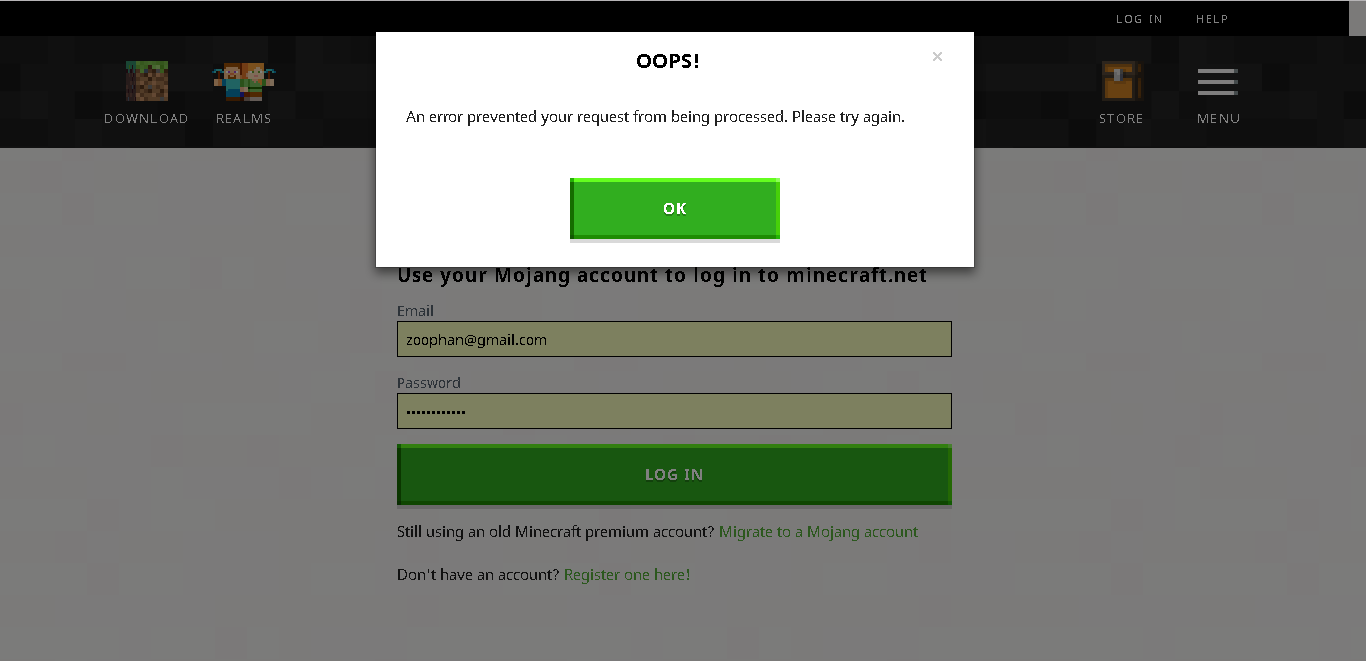 LOG IN HELP
OOPS!
×
DOWNLOAD REALMS STORE MENU
An error prevented your request from being processed. Please try again.
OK
Use your Mojang account to log in to minecraft.net
Email
zoophan@gmail.com
Password
••••••••••••
LOG IN
Still using an old Minecraft premium account? Migrate to a Mojang account
Don't have an account? Register one here!